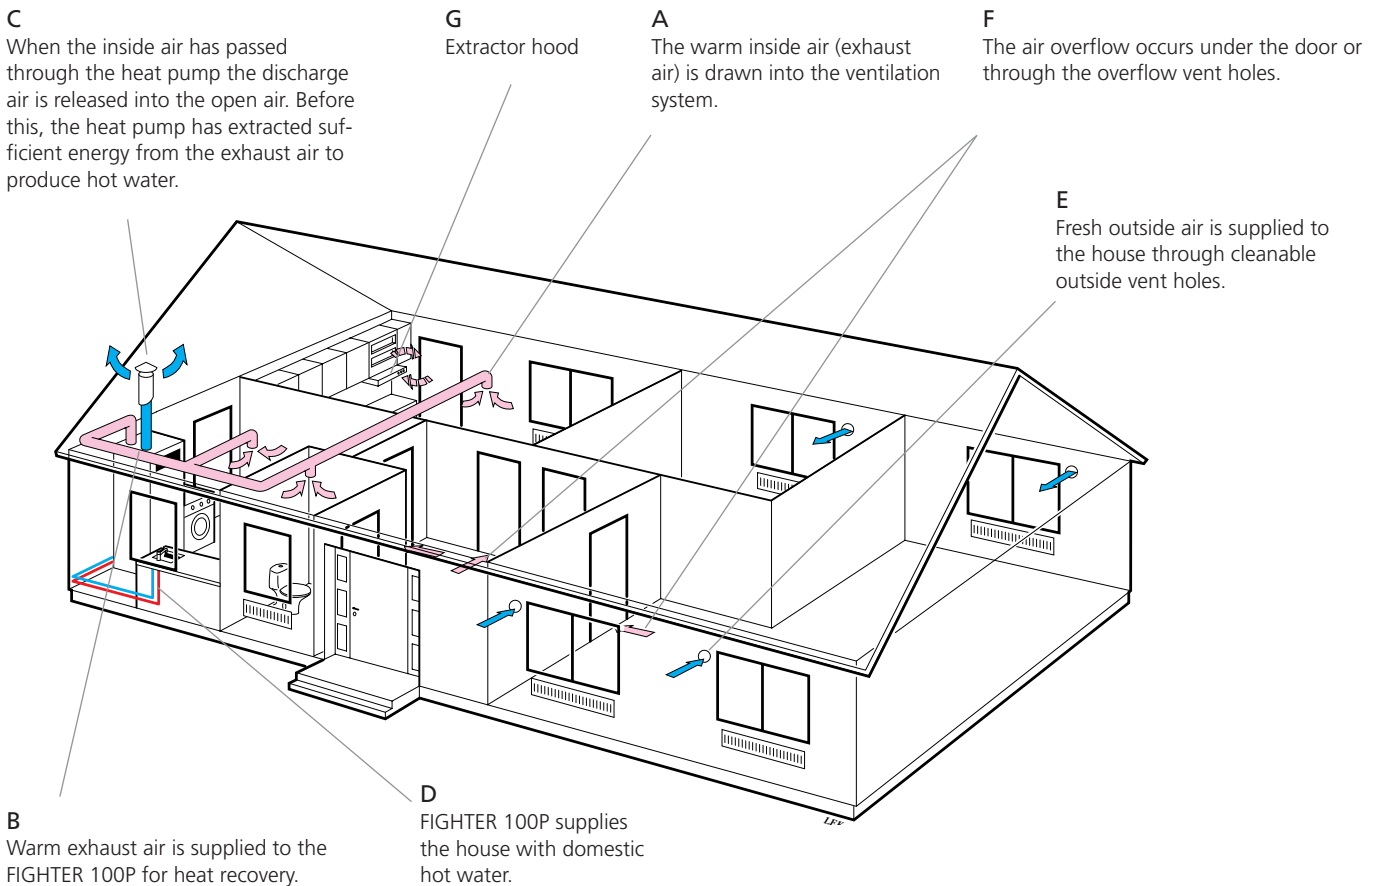 C
When the inside air has passed
through the heat pump the discharge
air is released into the open air. Before
this, the heat pump has extracted suf-
ficient energy from the exhaust air to
produce hot water.
G
Extractor hood
A
The warm inside air (exhaust
air) is drawn into the ventilation
system.
F
The air overflow occurs under the door or
through the overflow vent holes.
E
Fresh outside air is supplied to
the house through cleanable
outside vent holes.
B
Warm exhaust air is supplied to the
FIGHTER 100P for heat recovery.
D
FIGHTER 100P supplies
the house with domestic
hot water.